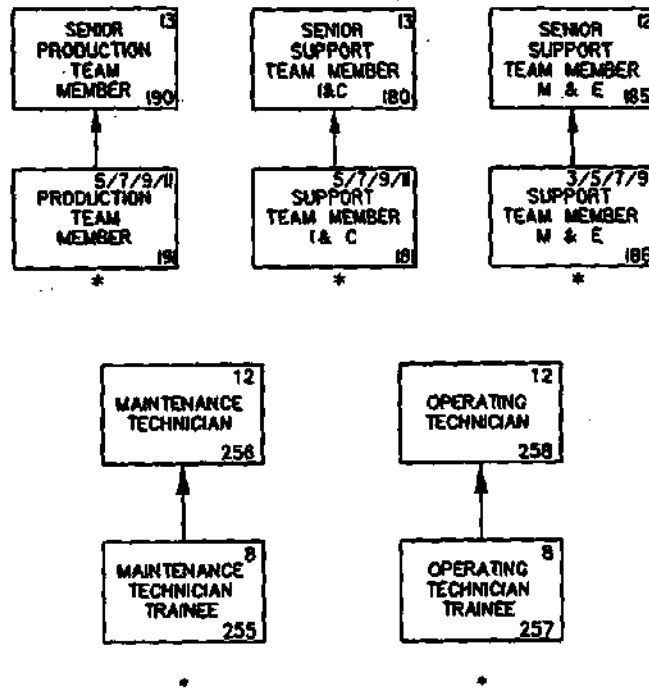 13
SENIOR
PRODUCTION
TEAM
MEMBER
190
13
SENIOR
SUPPORT
TEAM MEMBER
I&C
180
12
SENIOR
SUPPORT
TEAM MEMBER
M & E
185
5/7/9/11
PRODUCTION
TEAM
MEMBER
191
*
5/7/9/11
SUPPORT
TEAM MEMBER
I & C
181
*
3/5/7/9
SUPPORT
TEAM MEMBER
M & E
186
*
12
MAINTENANCE
TECHNICIAN
256
12
OPERATING
TECHNICIAN
258
8
MAINTENANCE
TECHNICIAN
TRAINEE
255
*
8
OPERATING
TECHNICIAN
TRAINEE
257
*